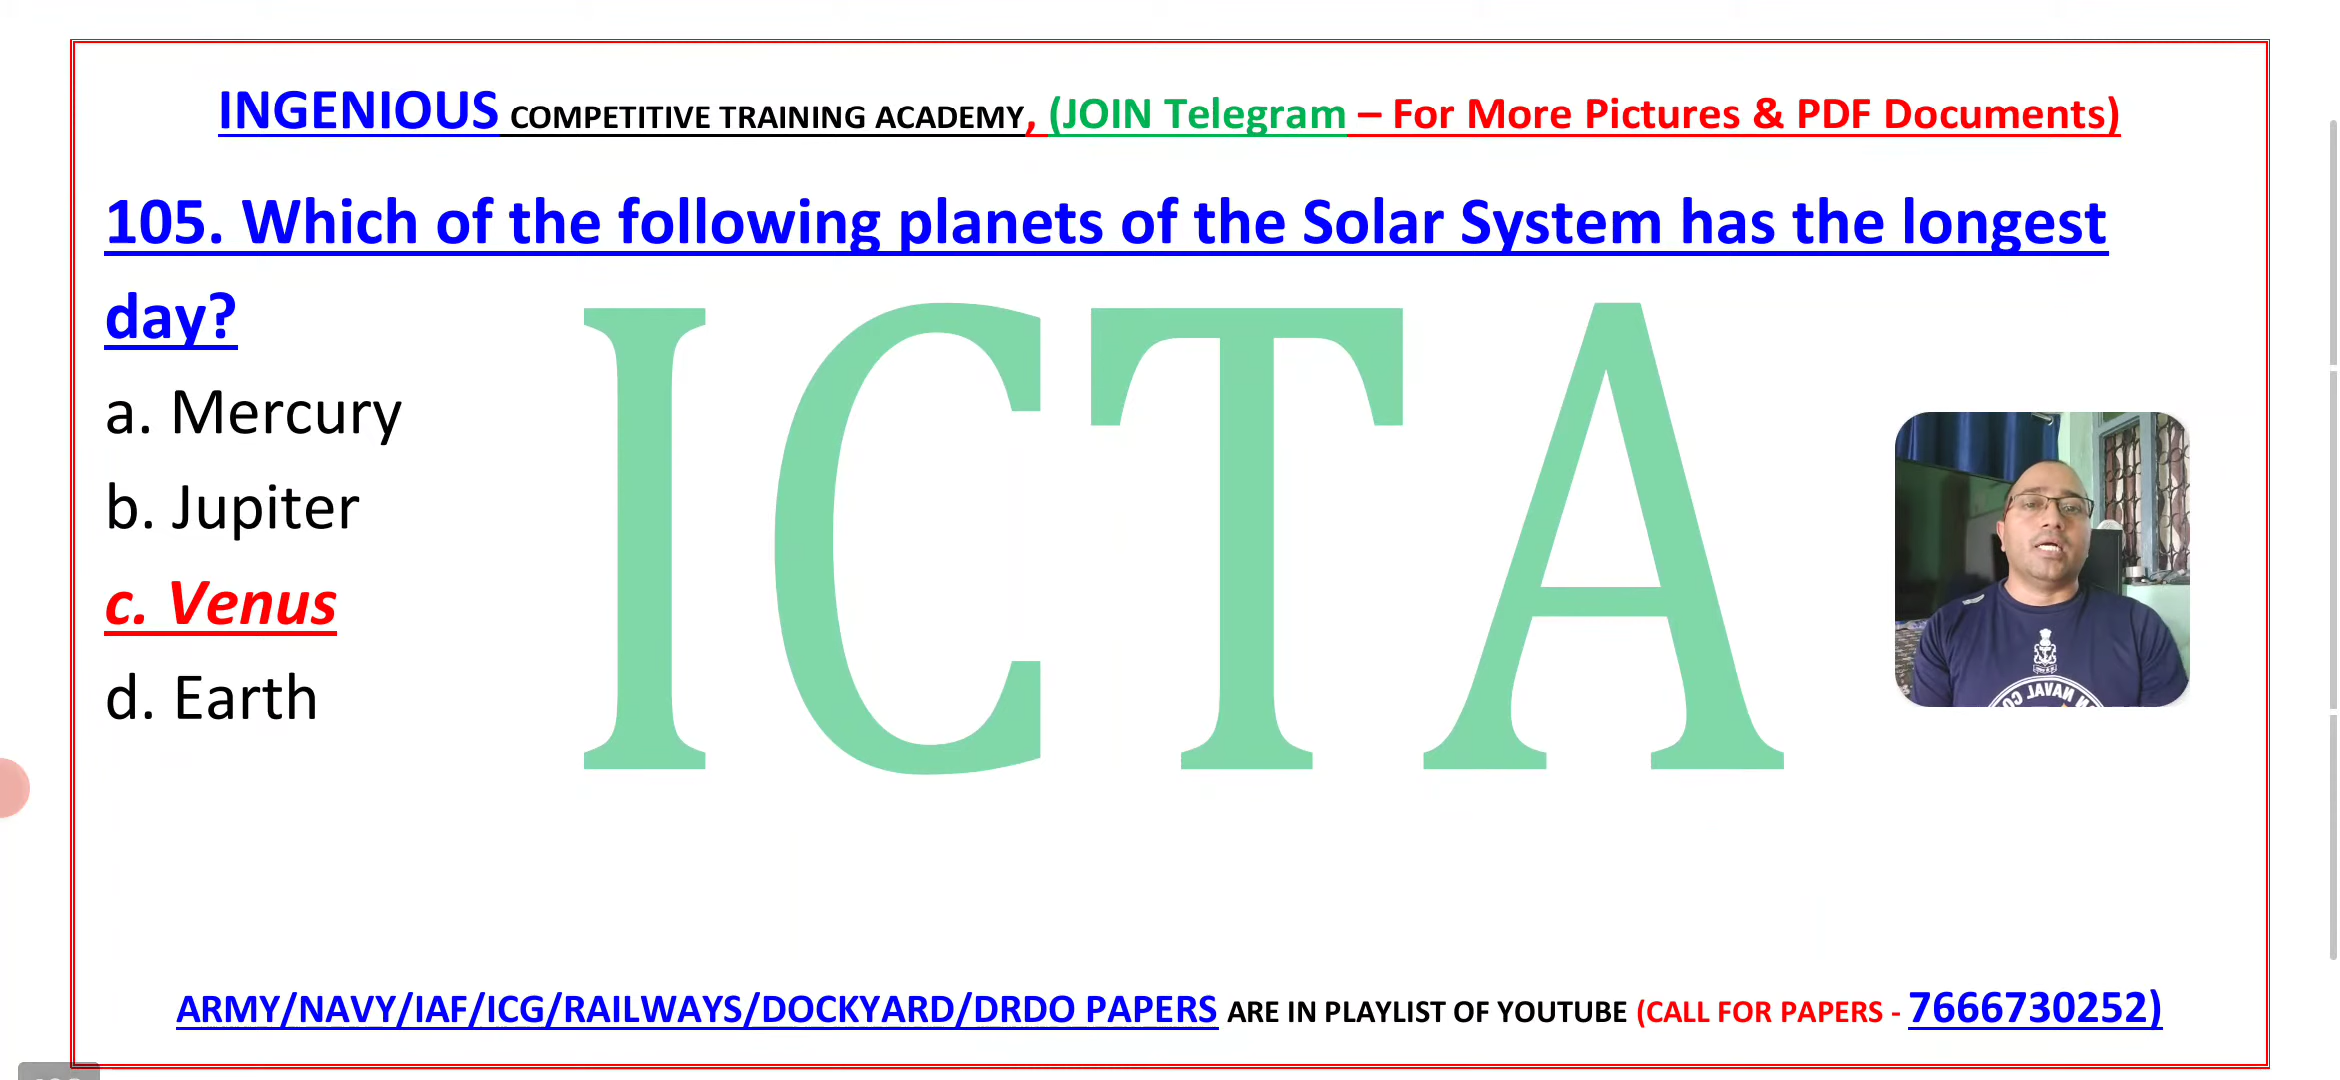 INGENIOUS COMPETITIVE TRAINING ACADEMY, (JOIN Telegram – For More Pictures & PDF Documents)
105. Which of the following planets of the Solar System has the longest
day?
a. Mercury
b. Jupiter
c. Venus
d. Earth
ICTA
NAVAL
ARMY/NAVY/IAF/ICG/RAILWAYS/DOCKYARD/DRDO PAPERS ARE IN PLAYLIST OF YOUTUBE (CALL FOR PAPERS - 7666730252)